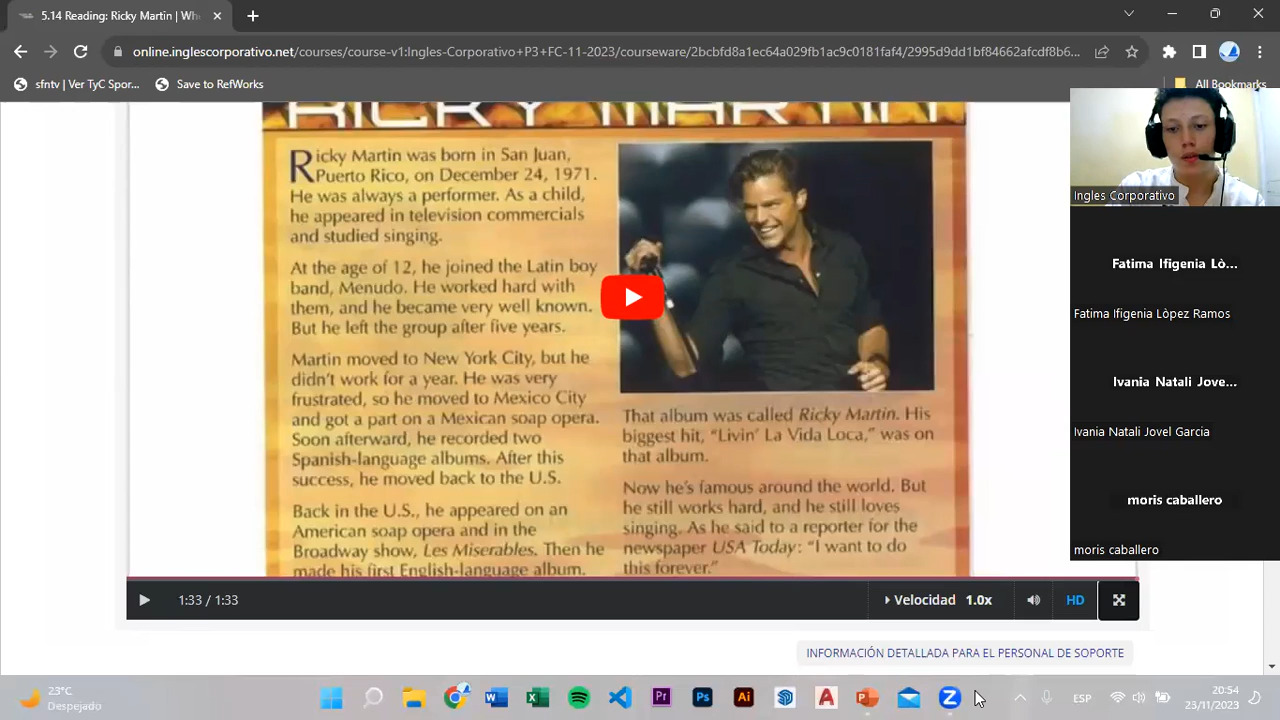 5.14 Reading: Ricky Martin | Wh
online.inglescorporativo.net/courses/course-v1:Ingles-Corporativo+P3+FC-11-2023/courseware/2bcbfd8a1ec64a029fb1ac9c0181faf4/2995d9dd1bf84662afcdf8b6...
sfntv | Ver TyC Spor...
Save to RefWorks
All Bookmarks
RICKY MARTIN
Ricky Martin was born in San Juan,
Puerto Rico, on December 24, 1971.
He was always a performer. As a child,
he appeared in television commercials
and studied singing.
At the age of 12, he joined the Latin boy
band, Menudo. He worked hard with
them, and he became very well known.
But he left the group after five years.
Martin moved to New York City, but he
didn't work for a year. He was very
frustrated, so he moved to Mexico City
and got a part on a Mexican soap opera.
Soon afterward, he recorded two
Spanish-language albums. After this
success, he moved back to the U.S.
Back in the U.S., he appeared on an
American soap opera and in the
Broadway show, Les Miserables. Then he
made his first English-language album.
That album was called Ricky Martin. His
biggest hit, "Livin' La Vida Loca," was on
that album.
Now he's famous around the world. But
he still works hard, and he still loves
singing. As he said to a reporter for the
newspaper USA Today: "I want to do
this forever."
Ingles Corporativo
Fatima Ifigenia Lò...
Fatima Ifigenia Lòpez Ramos
Ivania Natali Jove...
Ivania Natali Jovel Garcia
moris caballero
moris caballero
1:33 / 1:33
Velocidad 1.0x
HD
INFORMACIÓN DETALLADA PARA EL PERSONAL DE SOPORTE
23°C
Despejado
ESP
20:54
23/11/2023